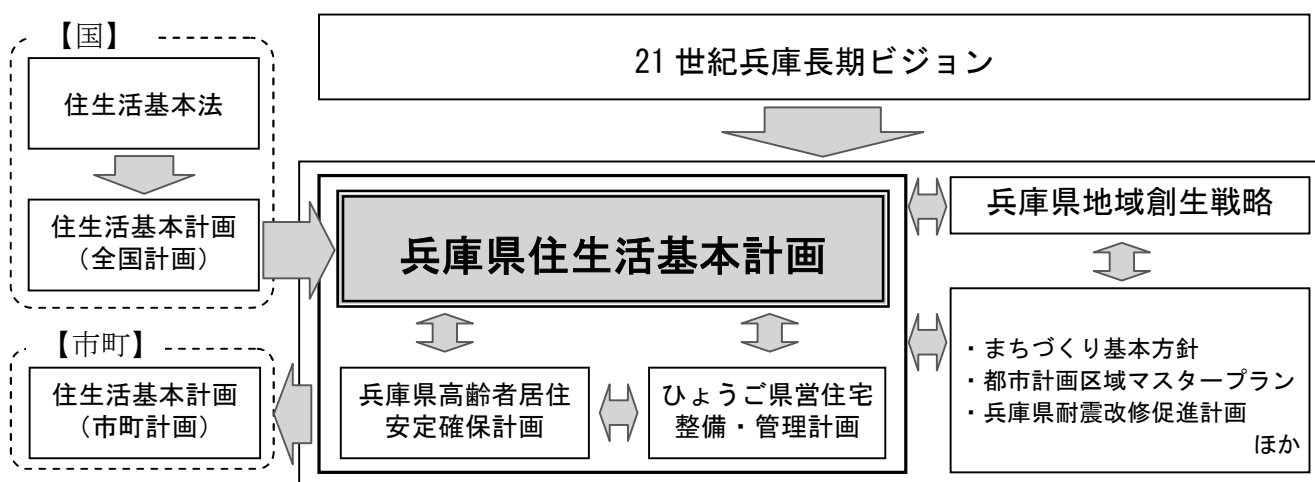 【国】
住生活基本法
住生活基本計画
(全国計画)
21 世紀兵庫長期ビジョン
兵庫県住生活基本計画
兵庫県地域創生戦略
【市町】
住生活基本計画
(市町計画)
兵庫県高齢者居住
安定確保計画
ひょうご県営住宅
整備・管理計画
・まちづくり基本方針
・都市計画区域マスタープラン
・兵庫県耐震改修促進計画
ほか